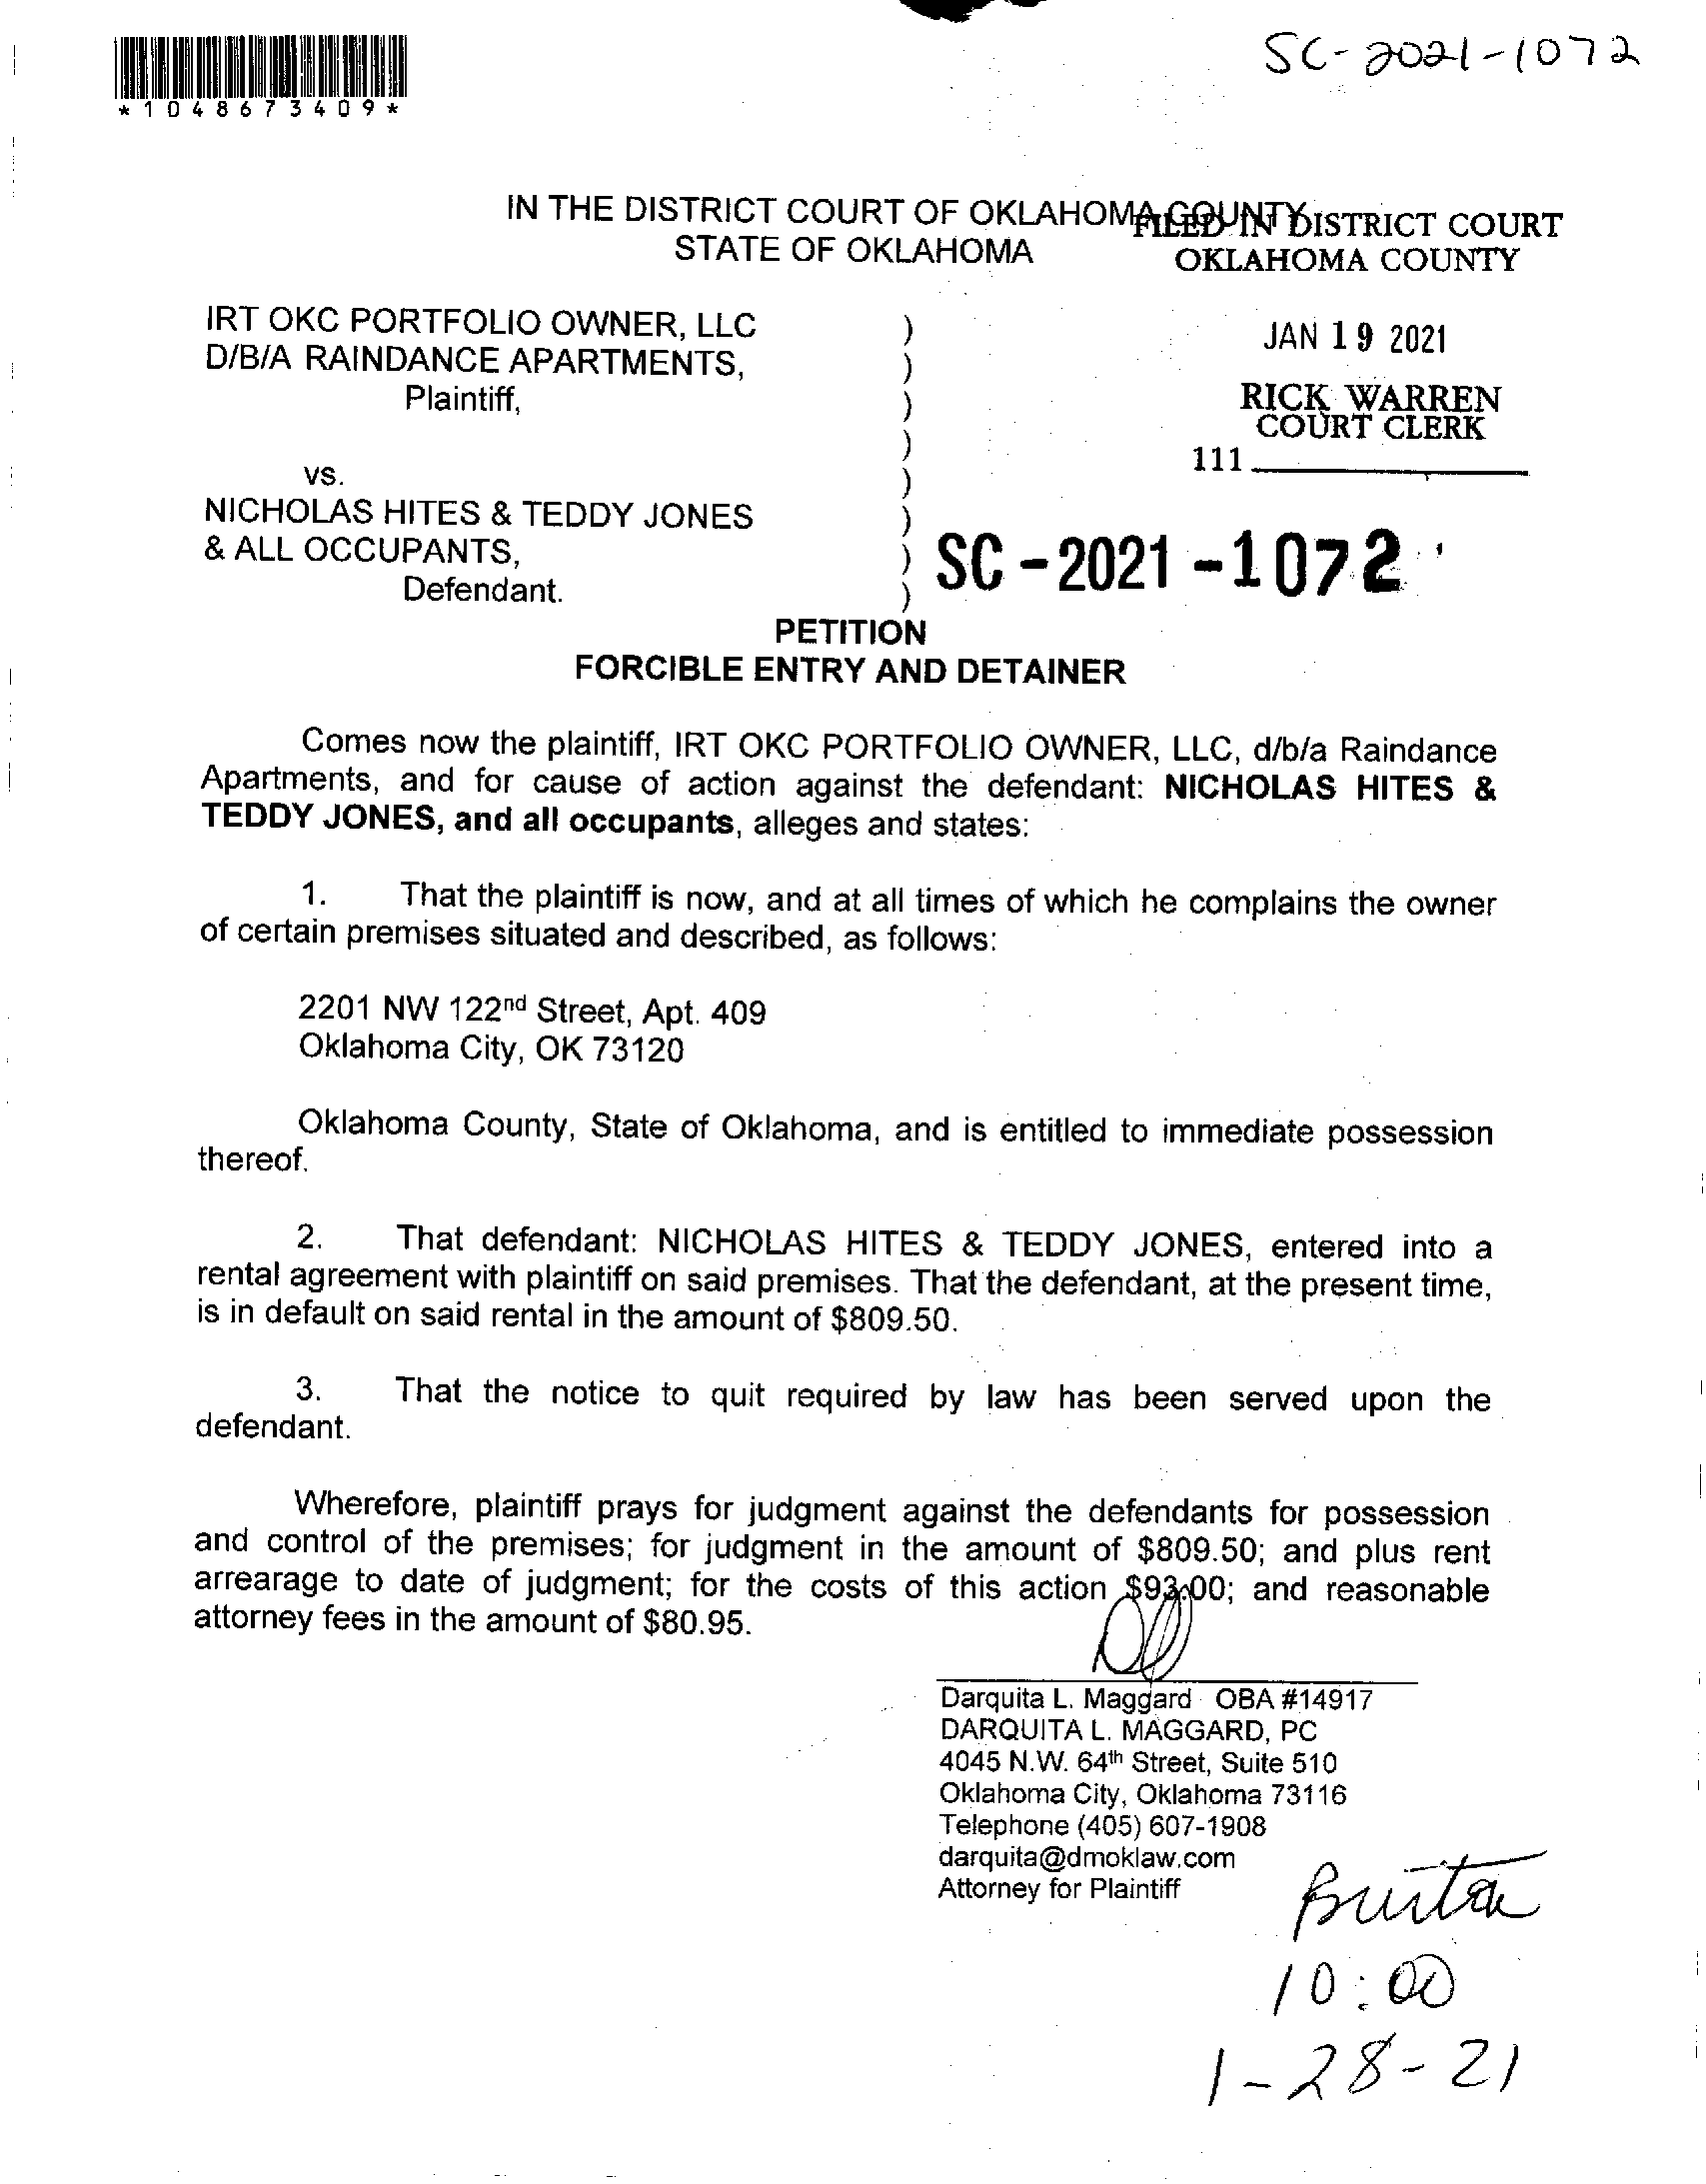 SC-2021-1072
*1048673409*
IN THE DISTRICT COURT OF OKLAHOMA COUNTY
STATE OF OKLAHOMA
FILED IN DISTRICT COURT
OKLAHOMA COUNTY
JAN 19 2021
RICK WARREN
COURT CLERK
111
IRT OKC PORTFOLIO OWNER, LLC )
D/B/A RAINDANCE APARTMENTS, )
Plaintiff, )
)
vs. )
NICHOLAS HITES & TEDDY JONES )
& ALL OCCUPANTS, )
Defendant. )
SC-2021-1072
PETITION
FORCIBLE ENTRY AND DETAINER
Comes now the plaintiff, IRT OKC PORTFOLIO OWNER, LLC, d/b/a Raindance
Apartments, and for cause of action against the defendant: NICHOLAS HITES &
TEDDY JONES, and all occupants, alleges and states:
1. That the plaintiff is now, and at all times of which he complains the owner
of certain premises situated and described, as follows:
2201 NW 122nd Street, Apt. 409
Oklahoma City, OK 73120
Oklahoma County, State of Oklahoma, and is entitled to immediate possession
thereof.
2. That defendant: NICHOLAS HITES & TEDDY JONES, entered into a
rental agreement with plaintiff on said premises. That the defendant, at the present time,
is in default on said rental in the amount of $809.50.
3. That the notice to quit required by law has been served upon the
defendant.
Wherefore, plaintiff prays for judgment against the defendants for possession
and control of the premises; for judgment in the amount of $809.50; and plus rent
arrearage to date of judgment; for the costs of this action $93.00; and reasonable
attorney fees in the amount of $80.95.
Darquita L. Maggard OBA #14917
DARQUITA L. MAGGARD, PC
4045 N.W. 64th Street, Suite 510
Oklahoma City, Oklahoma 73116
Telephone (405) 607-1908
darquita@dmoklaw.com
Attorney for Plaintiff
10:00
1-28-21